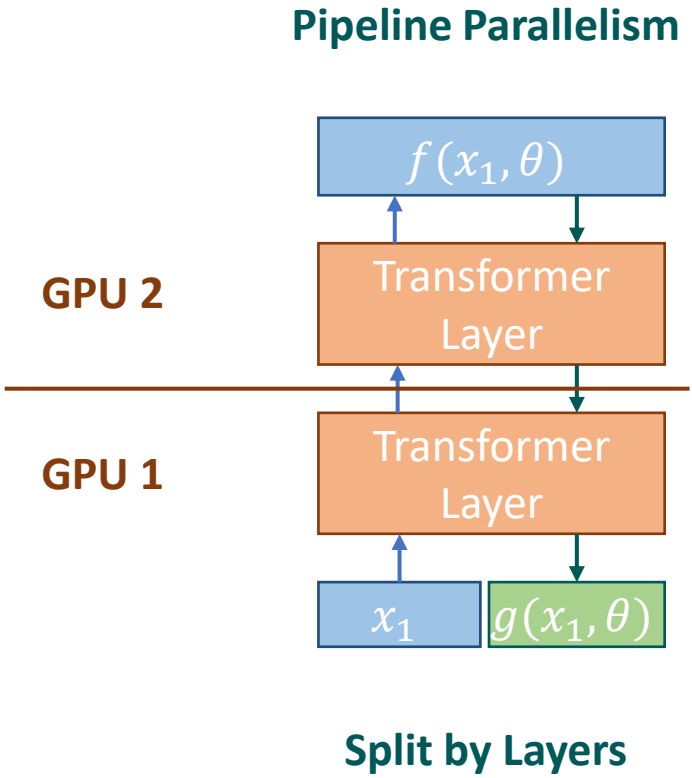 Pipeline Parallelism
f(x₁, θ)
GPU 2
Transformer
Layer
GPU 1
Transformer
Layer
x₁
g(x₁, θ)
Split by Layers